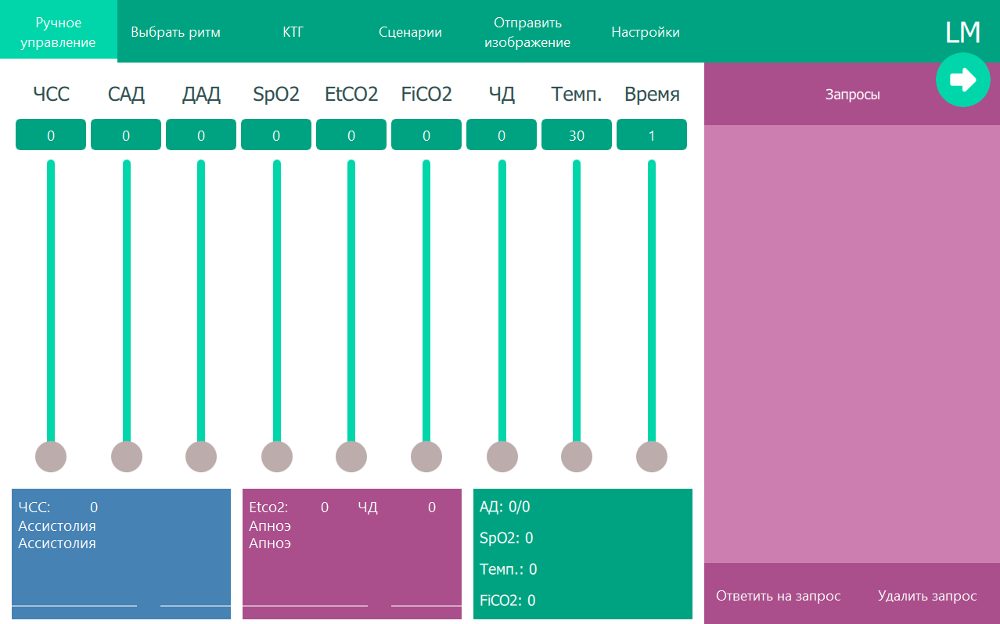 Ручное
управление
Выбрать ритм
КТГ
Сценарии
Отправить
изображение
Настройки
LM
ЧСС САД ДАД SpO2 EtCO2 FiCO2 ЧД Темп. Время
0 0 0 0 0 0 0 30 1
Запросы
ЧСС: 0
Ассистолия
Ассистолия
Etco2: 0 ЧД 0
Апноэ
Апноэ
АД: 0/0
SpO2: 0
Темп.: 0
FiCO2: 0
Ответить на запрос
Удалить запрос